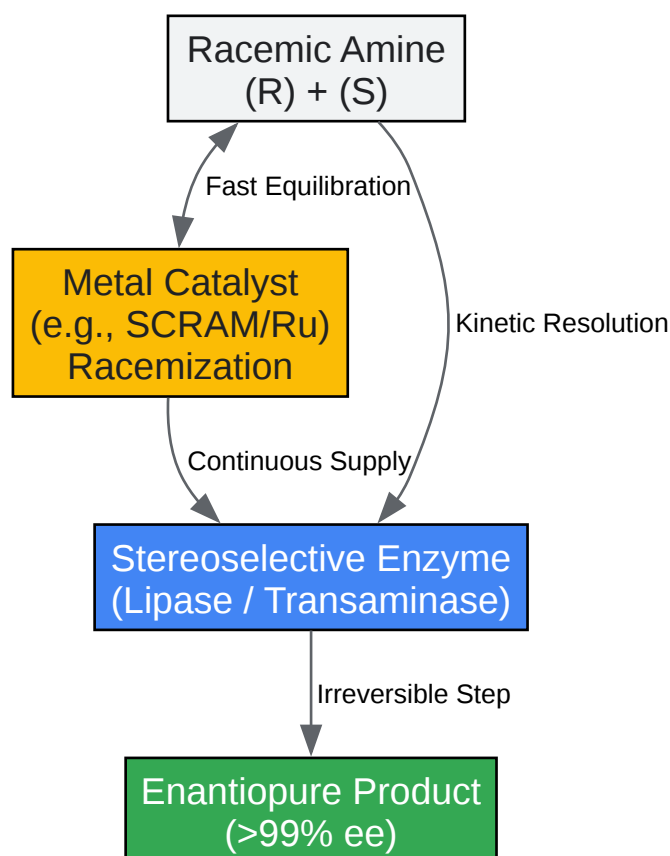 Racemic Amine
(R) + (S)
Fast Equilibration
Metal Catalyst
(e.g., SCRAM/Ru)
Racemization
Kinetic Resolution
Continuous Supply
Stereoselective Enzyme
(Lipase / Transaminase)
Irreversible Step
Enantiopure Product
(>99% ee)